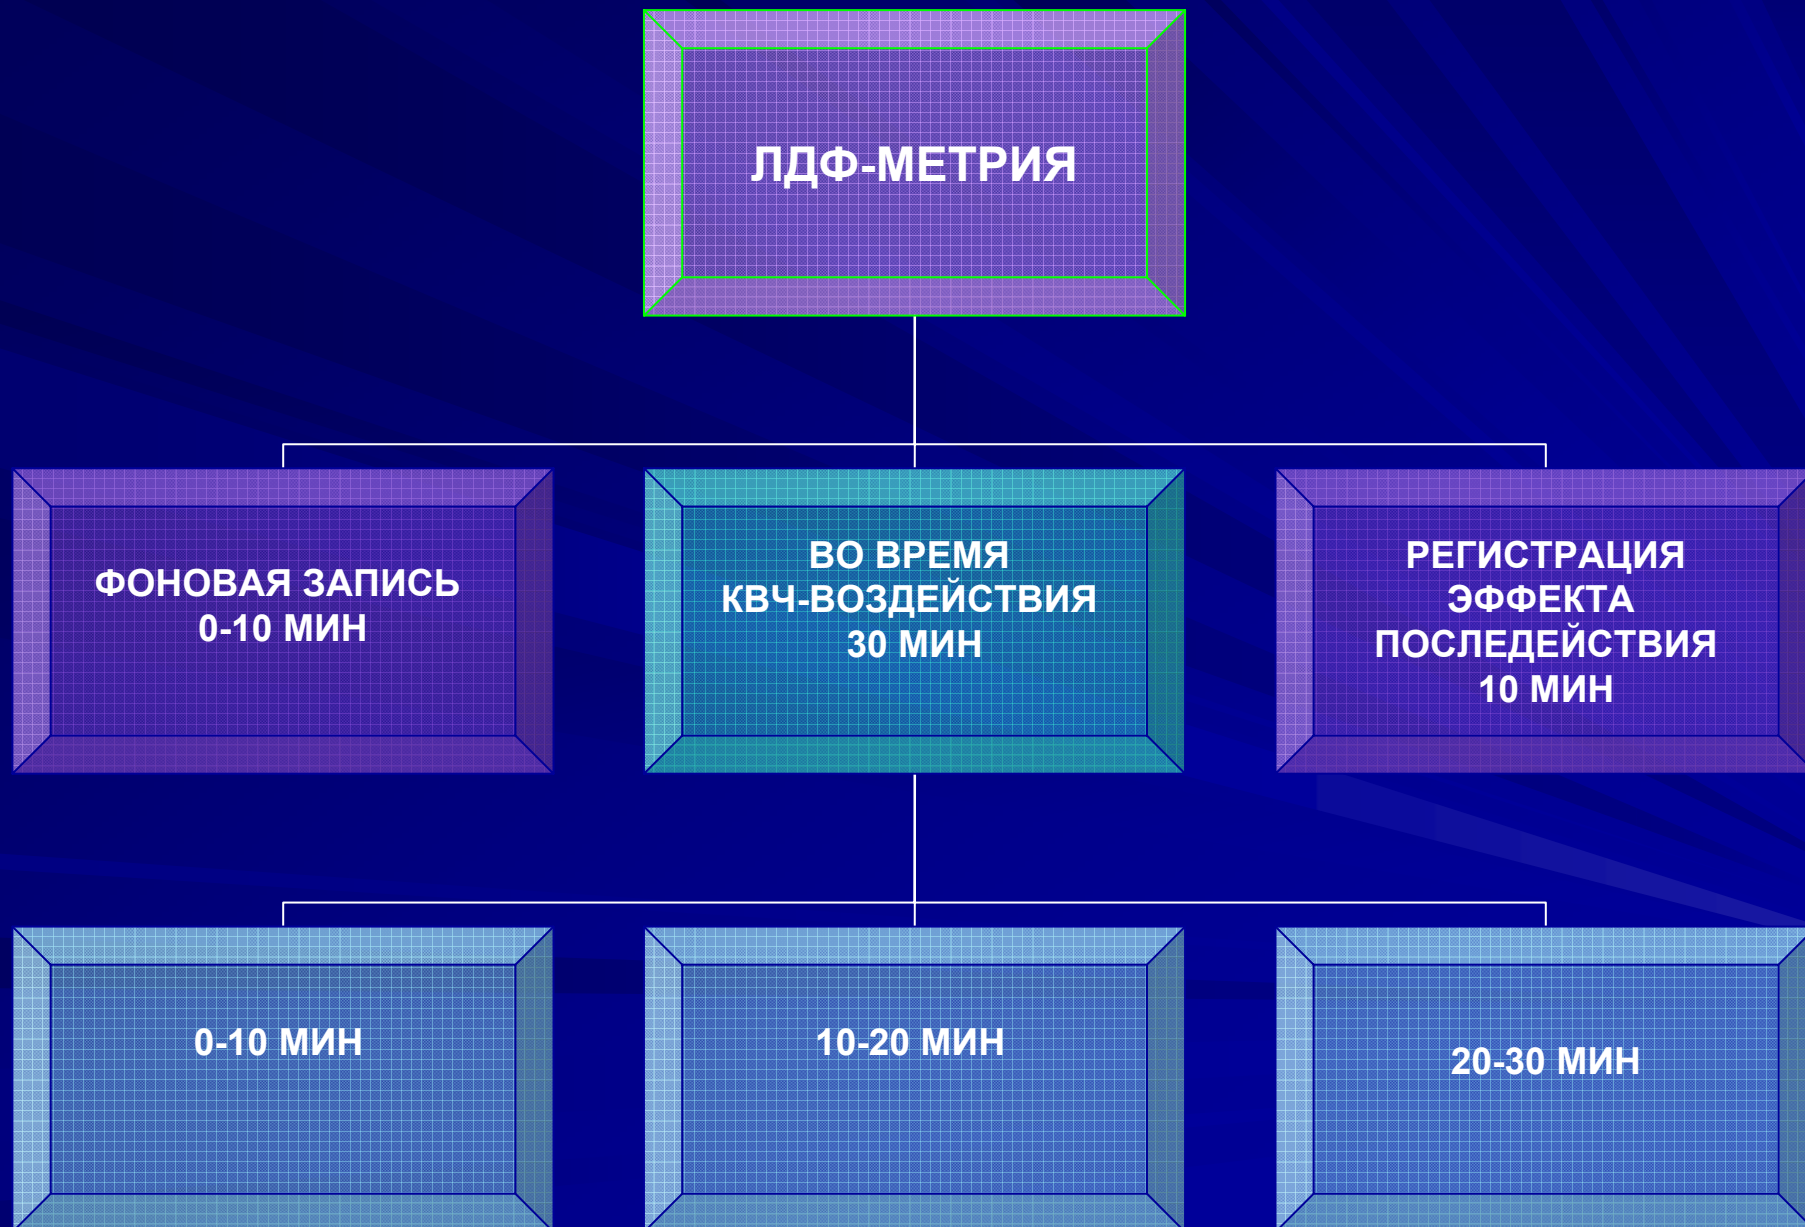 ЛДФ-МЕТРИЯ
ФОНОВАЯ ЗАПИСЬ
0-10 МИН
ВО ВРЕМЯ
КВЧ-ВОЗДЕЙСТВИЯ
30 МИН
РЕГИСТРАЦИЯ
ЭФФЕКТА
ПОСЛЕДЕЙСТВИЯ
10 МИН
0-10 МИН
10-20 МИН
20-30 МИН